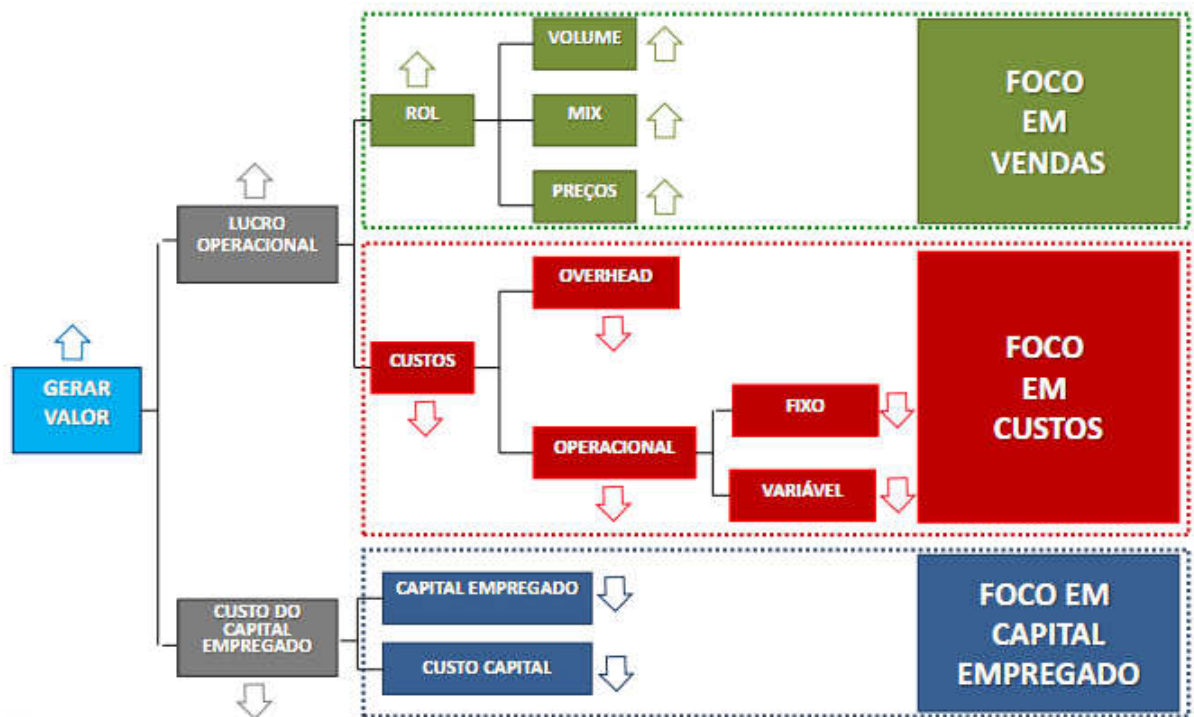 VOLUME
ROL
MIX
PREÇOS
FOCO
EM
VENDAS
LUCRO
OPERACIONAL
OVERHEAD
CUSTOS
FIXO
OPERACIONAL
VARIÁVEL
FOCO
EM
CUSTOS
GERAR
VALOR
CUSTO DO
CAPITAL
EMPREGADO
CAPITAL EMPREGADO
CUSTO CAPITAL
FOCO EM
CAPITAL
EMPREGADO